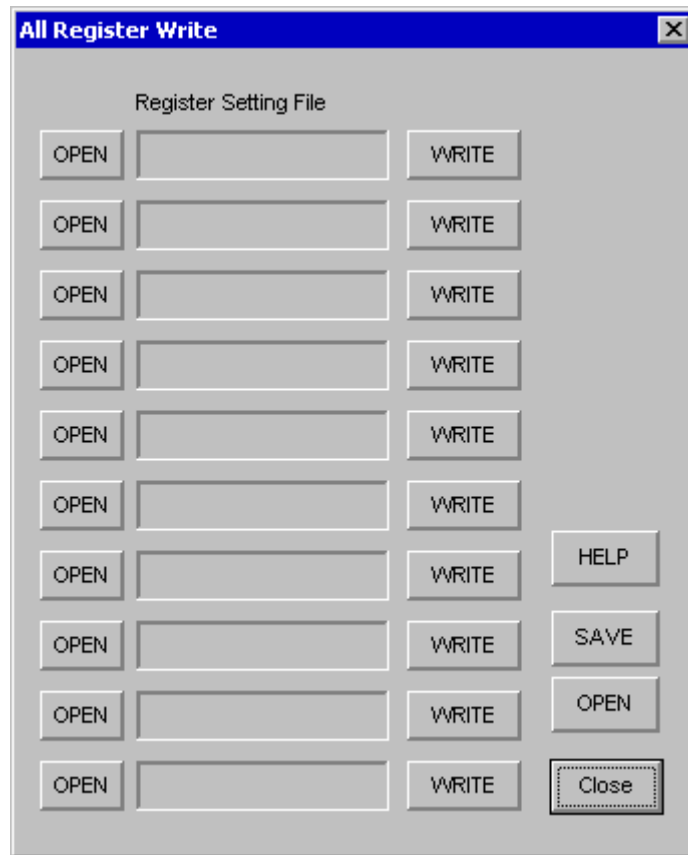 All Register Write
Register Setting File
OPEN WRITE
OPEN WRITE
OPEN WRITE
OPEN WRITE
OPEN WRITE
OPEN WRITE
HELP
OPEN WRITE
OPEN WRITE SAVE
OPEN WRITE OPEN
OPEN WRITE Close